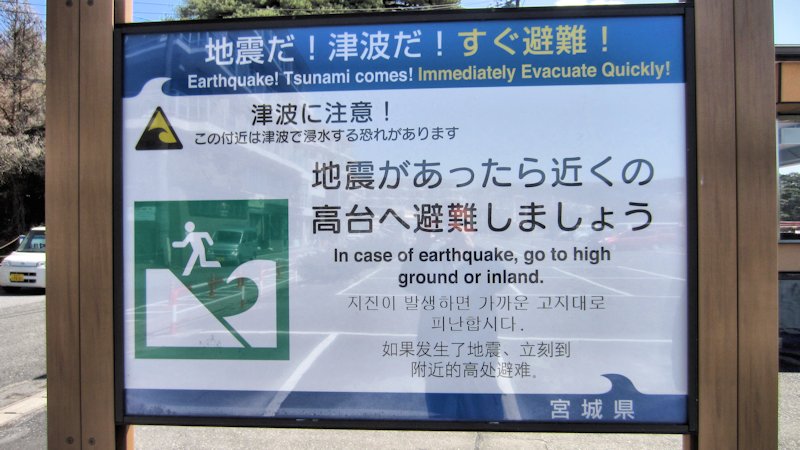 地震だ！津波だ！すぐ避難！
Earthquake! Tsunami comes! Immediately Evacuate Quickly!
津波に注意！
この付近は津波で浸水する恐れがあります
地震があったら近くの
高台へ避難しましょう
In case of earthquake, go to high
ground or inland.
지진이 발생하면 가까운 고지대로
피난합시다.
如果发生了地震、立刻到
附近的高处避难。
宮城県